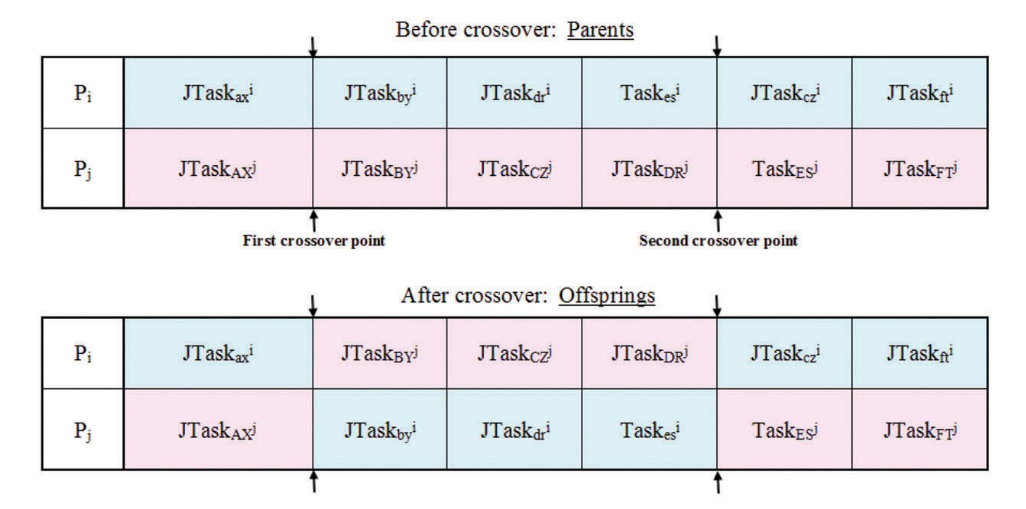 Before crossover: Parents
Pi JTaskaxi JTaskbyi JTaskdri Taskesi JTaskczi JTaskfti
Pj JTaskAXj JTaskBYj JTaskCZj JTaskDRj TaskESj JTaskFTj
First crossover point Second crossover point
After crossover: Offsprings
Pi JTaskaxi JTaskBYj JTaskCZj JTaskDRj JTaskczi JTaskfti
Pj JTaskAXj JTaskbyi JTaskdri Taskesi TaskESj JTaskFTj